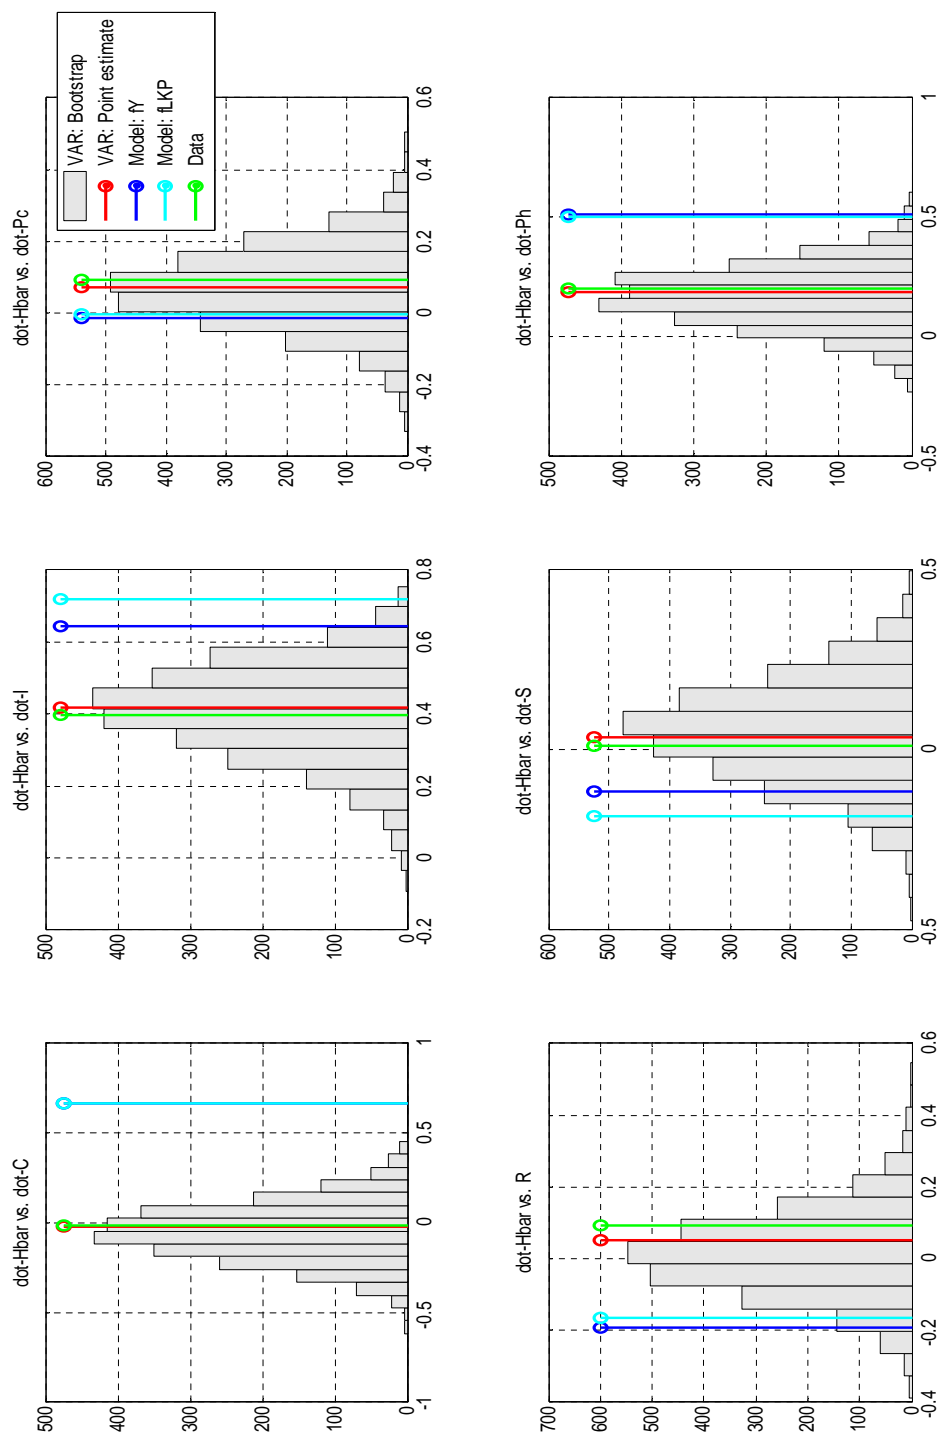 dot-Hbar vs. dot-C
500
400
300
200
100
0
-1 -0.5 0 0.5 1
dot-Hbar vs. dot-I
500
400
300
200
100
0
-0.2 0 0.2 0.4 0.6 0.8
dot-Hbar vs. dot-Pc
600
500
400
300
200
100
0
-0.4 -0.2 0 0.2 0.4 0.6
VAR: Bootstrap
VAR: Point estimate
Model: fY
Model: fLKP
Data
dot-Hbar vs. R
700
600
500
400
300
200
100
0
-0.4 -0.2 0 0.2 0.4 0.6
dot-Hbar vs. dot-S
600
500
400
300
200
100
0
-0.5 0 0.5
dot-Hbar vs. dot-Ph
500
400
300
200
100
0
-0.5 0 0.5 1